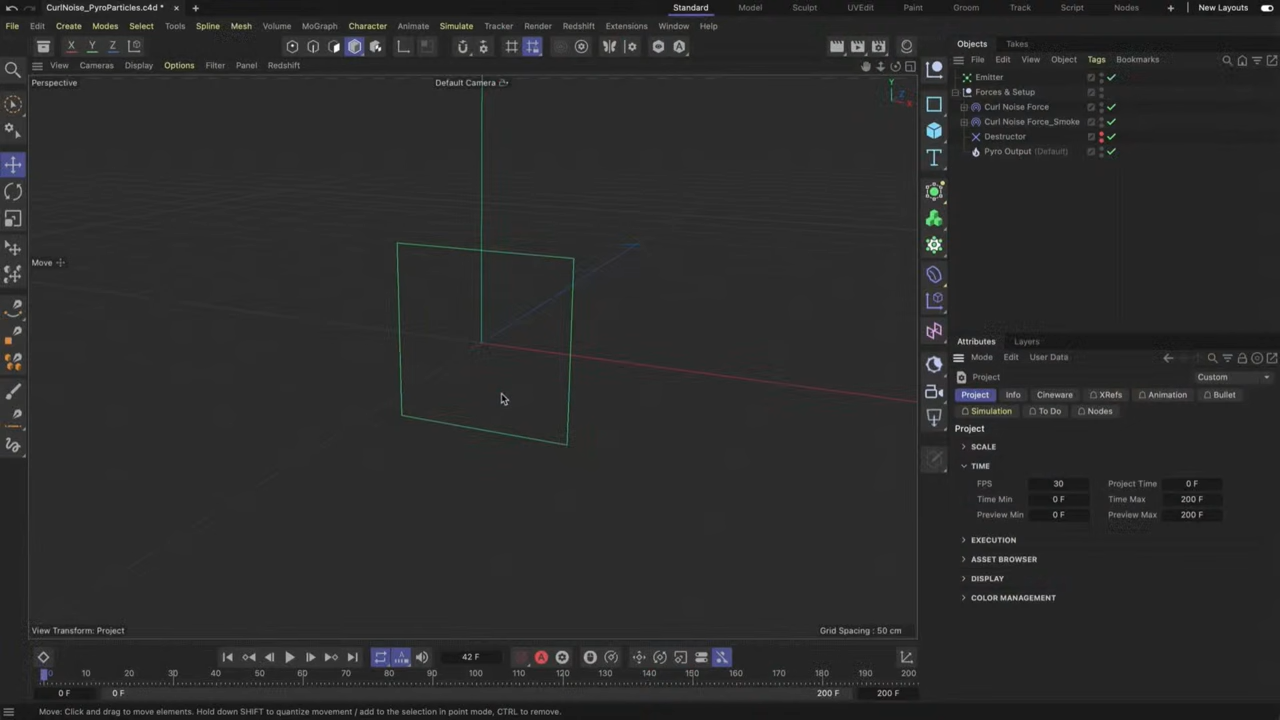 CurlNoise_PyroParticles.c4d *
Standard
Model
Sculpt
UVEdit
Paint
Groom
Track
Script
Nodes
New Layouts
File Edit Create Modes Select Tools Spline Mesh Volume MoGraph Character Animate Simulate Tracker Render Redshift Extensions Window Help
X Y Z
View Cameras Display Options Filter Panel Redshift
Perspective
Default Camera
Y
Z
X
Move
View Transform: Project
Grid Spacing : 50 cm
Objects Takes
File Edit View Object Tags Bookmarks
Emitter
Forces & Setup
Curl Noise Force
Curl Noise Force_Smoke
Destructor
Pyro Output (Default)
Attributes Layers
Mode Edit User Data
Project
Custom
Project Info Cineware XRefs Animation Bullet
Simulation To Do Nodes
Project
SCALE
TIME
FPS 30 Project Time 0 F
Time Min 0 F Time Max 200 F
Preview Min 0 F Preview Max 200 F
EXECUTION
ASSET BROWSER
DISPLAY
COLOR MANAGEMENT
42 F
0 10 20 30 40 50 60 70 80 90 100 110 120 130 140 150 160 170 180 190 200
0 F 0 F 200 F 200 F
Move: Click and drag to move elements. Hold down SHIFT to quantize movement / add to the selection in point mode, CTRL to remove.